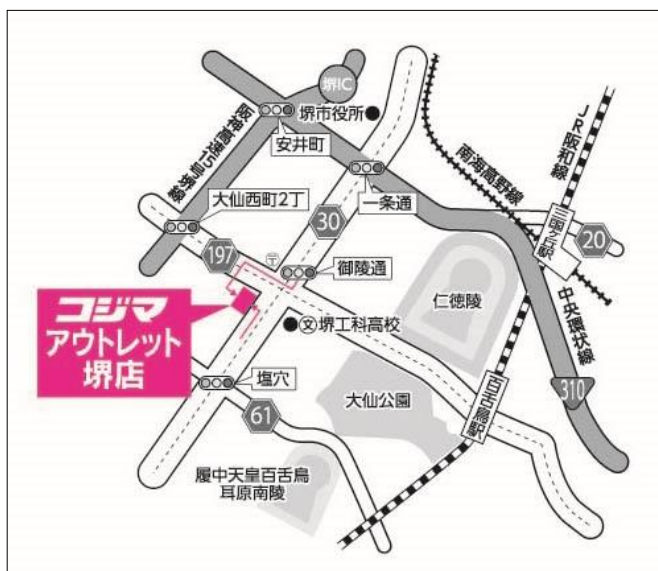 堺IC
堺市役所
安井町
阪神高速15号堺線
大仙西町2丁
一条通
南海高野線
JR阪和線
三国ヶ丘駅
20
30
197
〒
御陵通
仁徳陵
中央環状線
コジマ
アウトレット
堺店
文
堺工科高校
310
塩穴
大仙公園
百舌鳥駅
61
履中天皇百舌鳥
耳原南陵